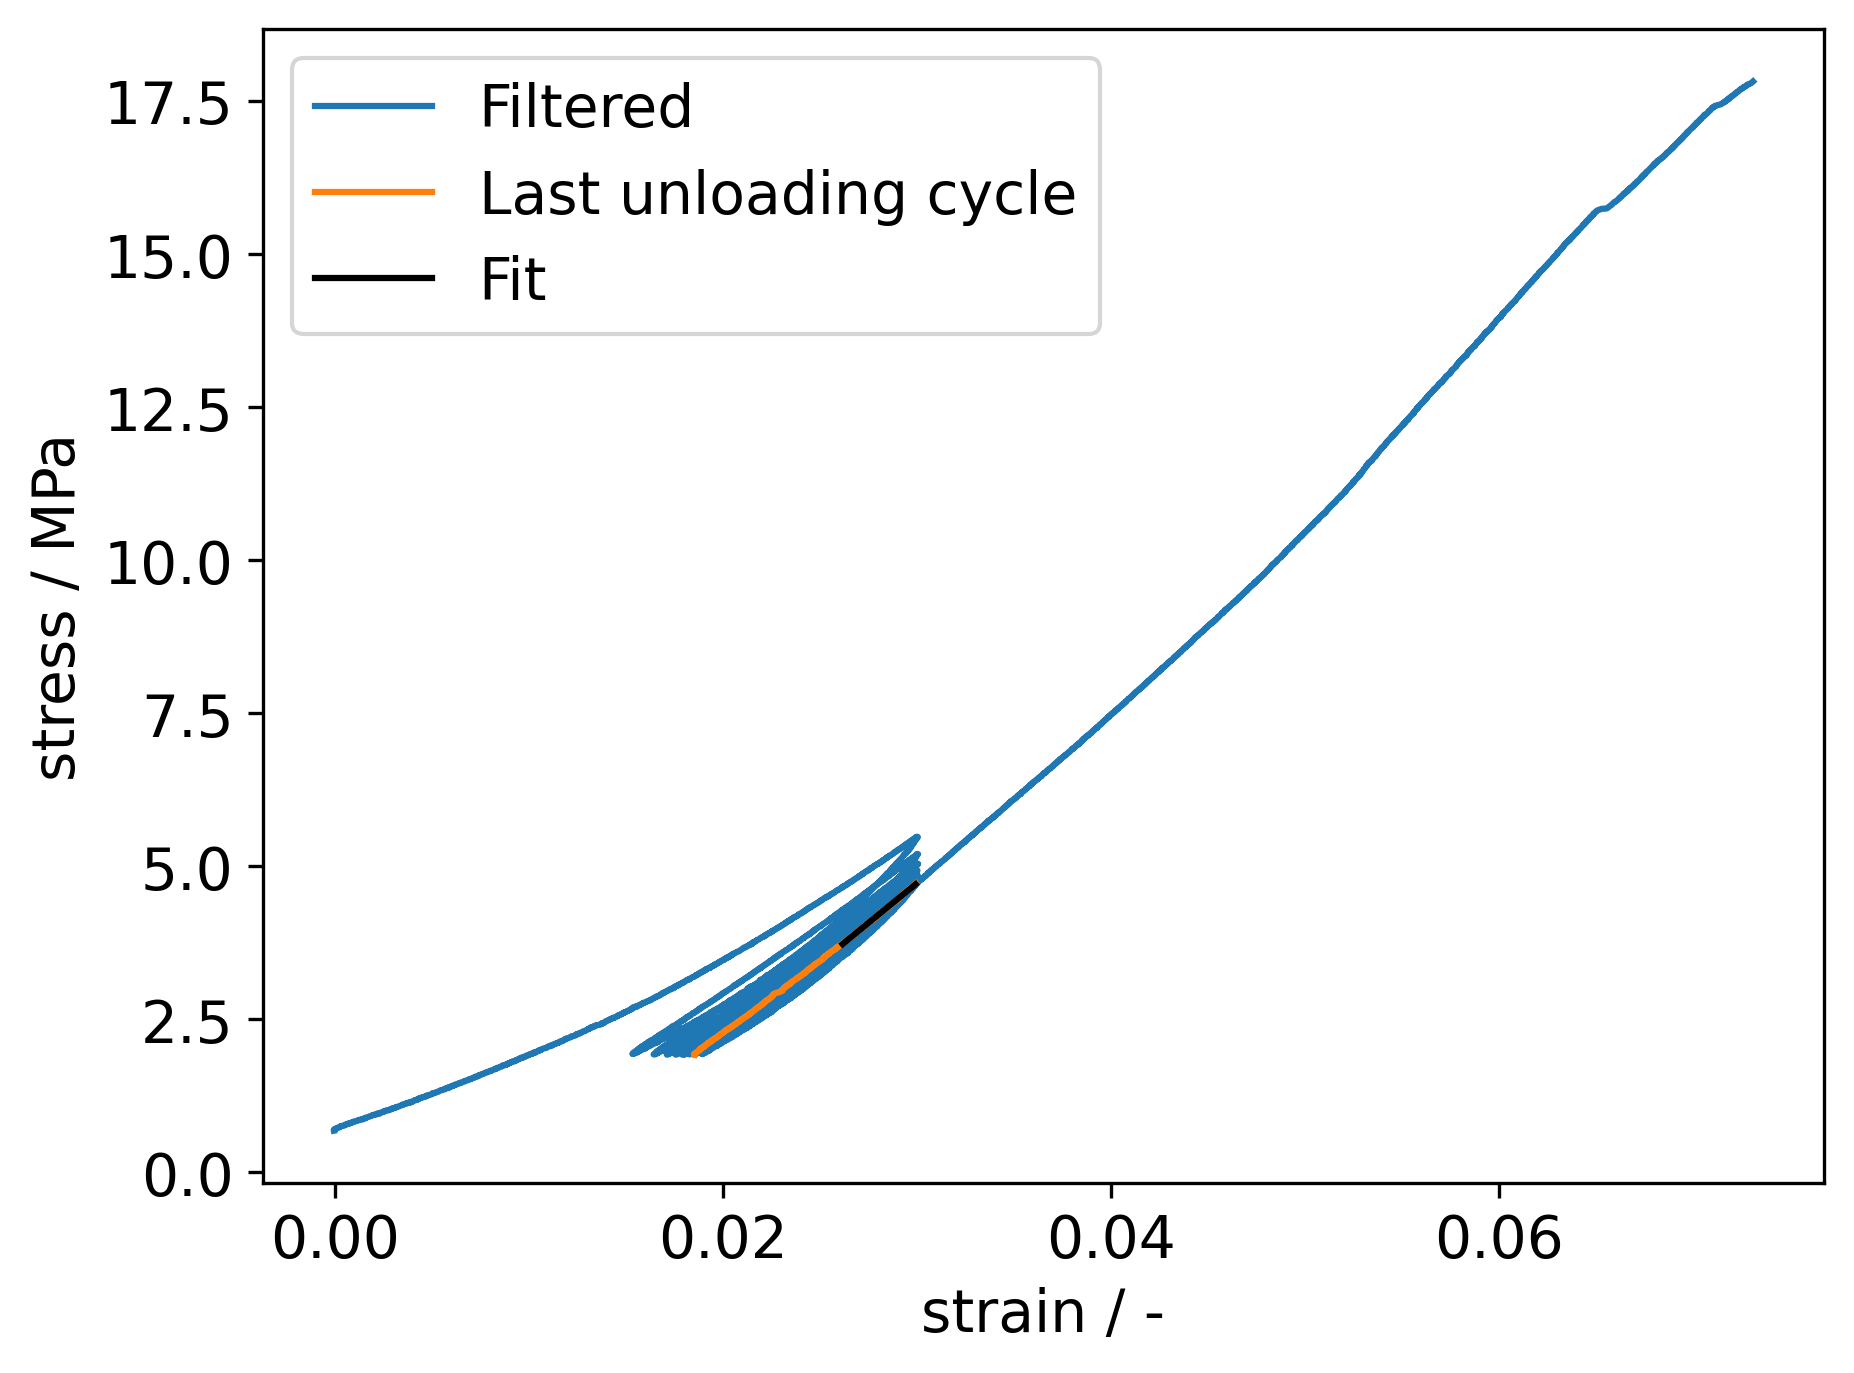 Filtered
Last unloading cycle
Fit
17.5
15.0
12.5
10.0
7.5
5.0
2.5
0.0
stress / MPa
0.00 0.02 0.04 0.06
strain / -